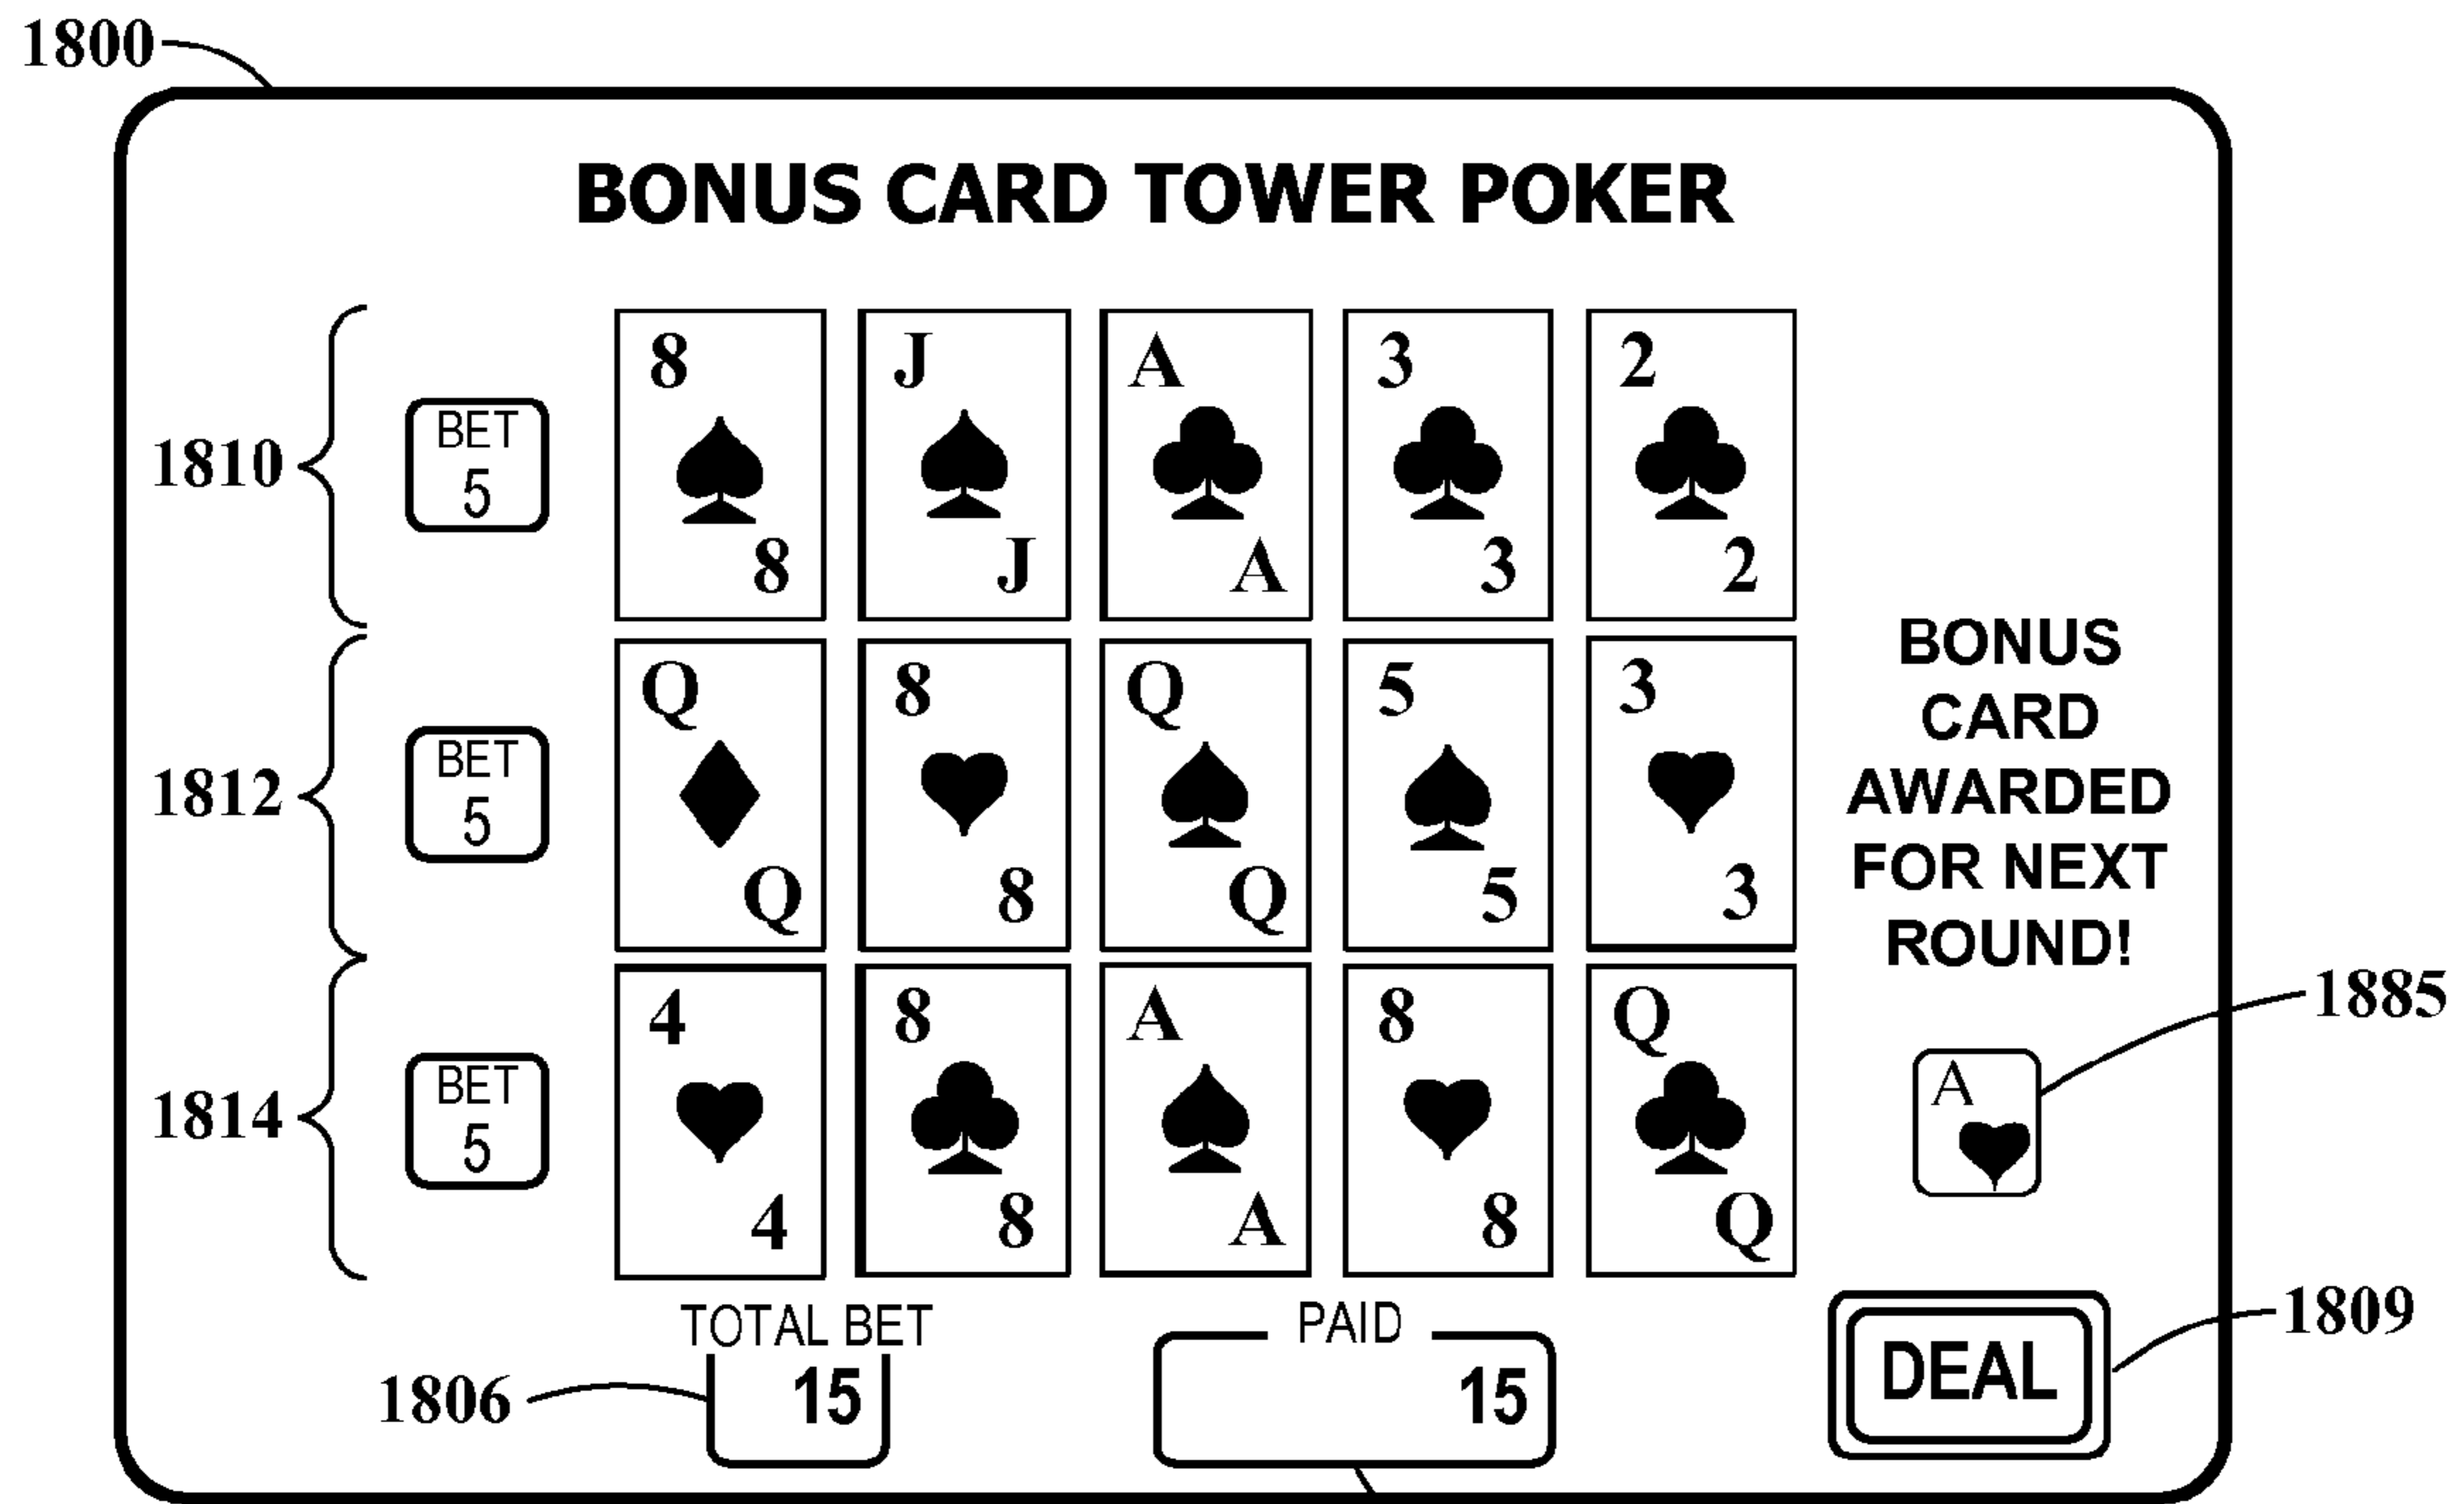 1800
BONUS CARD TOWER POKER
8 J A 3 2
BET
1810
5
8 J A 3 2
BONUS
Q 8 Q 5 3
CARD
BET
1812
AWARDED
5
FOR NEXT
Q 8 Q 5 3
ROUND!
1885
4 8 A 8 Q
BET
A
1814
5
4 8 A 8 Q
1809
TOTAL BET PAID
DEAL
1806
15 15